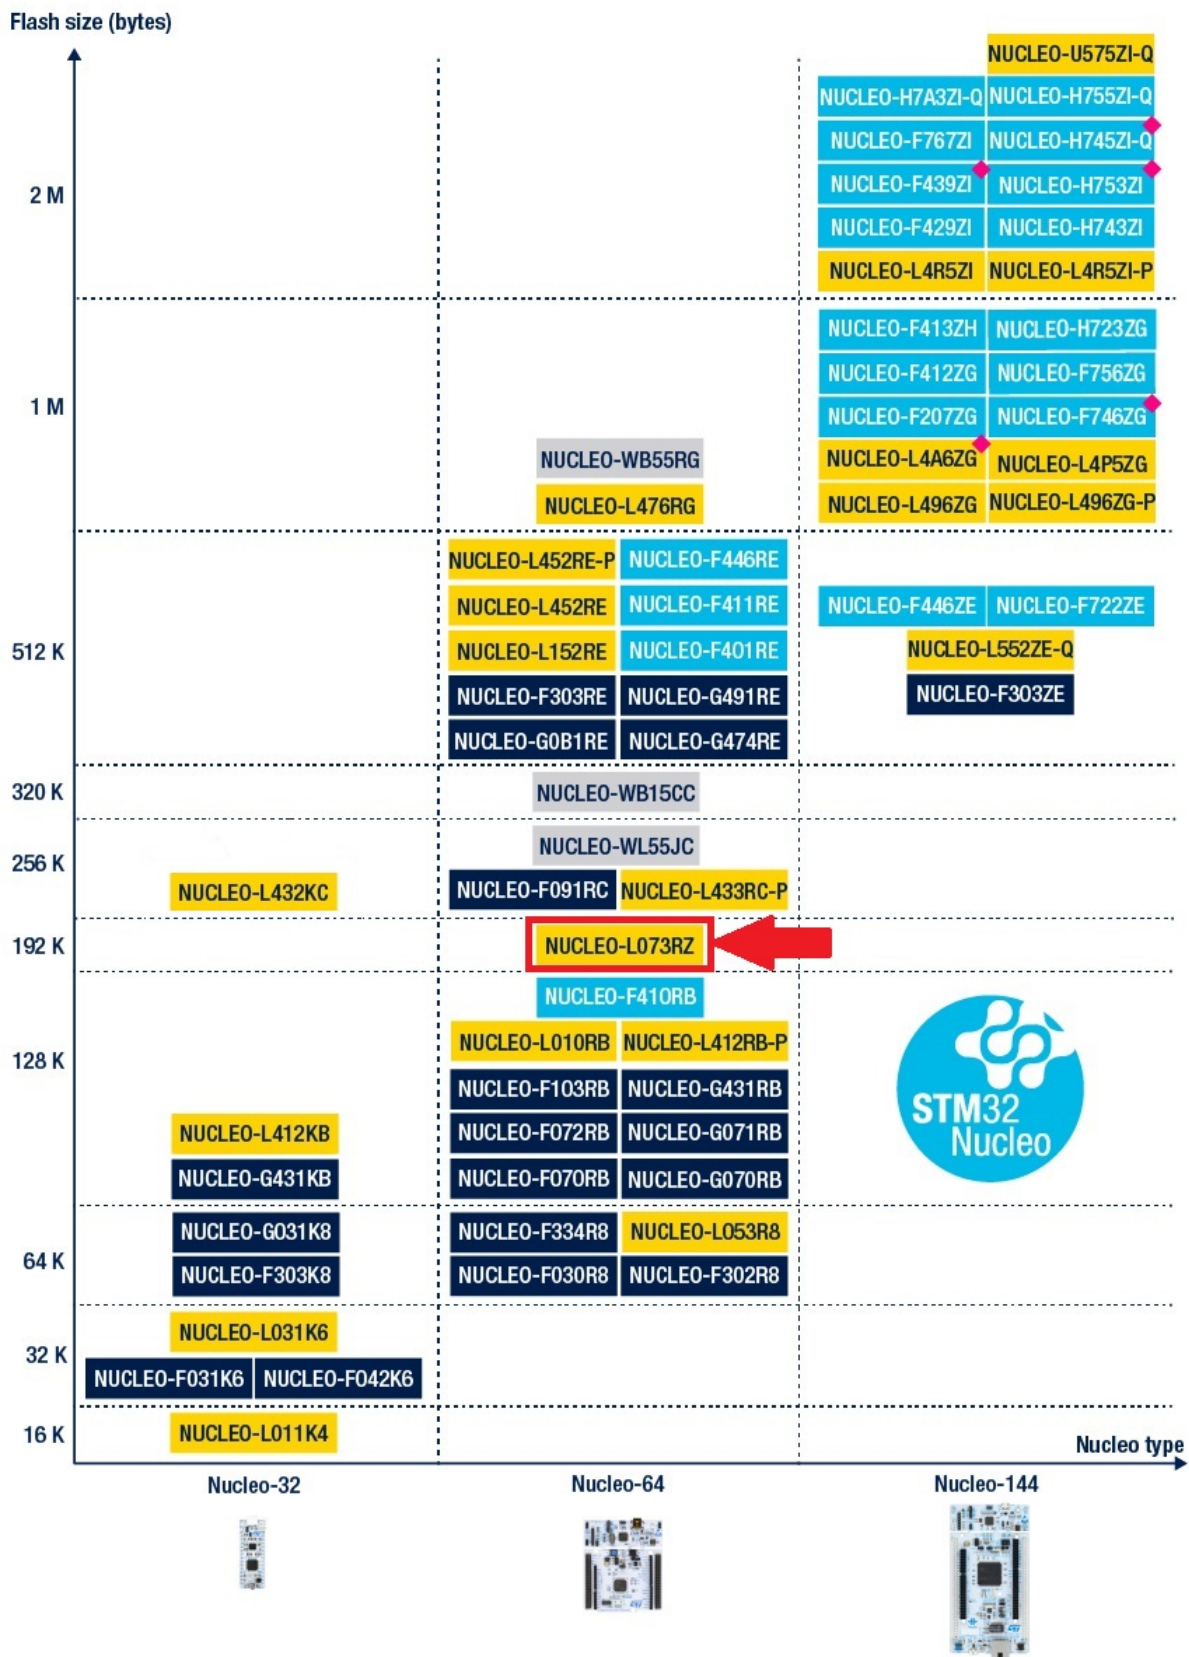 Flash size (bytes)
NUCLEO-U575ZI-Q
NUCLEO-H7A3ZI-Q NUCLEO-H755ZI-Q
NUCLEO-F767ZI NUCLEO-H745ZI-Q
2 M NUCLEO-F439ZI NUCLEO-H753ZI
NUCLEO-F429ZI NUCLEO-H743ZI
NUCLEO-L4R5ZI NUCLEO-L4R5ZI-P
NUCLEO-F413ZH NUCLEO-H723ZG
NUCLEO-F412ZG NUCLEO-F756ZG
1 M NUCLEO-F207ZG NUCLEO-F746ZG
NUCLEO-WB55RG NUCLEO-L4A6ZG NUCLEO-L4P5ZG
NUCLEO-L476RG NUCLEO-L496ZG NUCLEO-L496ZG-P
NUCLEO-L452RE-P NUCLEO-F446RE
NUCLEO-L452RE NUCLEO-F411RE NUCLEO-F446ZE NUCLEO-F722ZE
512 K NUCLEO-L152RE NUCLEO-F401RE NUCLEO-L552ZE-Q
NUCLEO-F303RE NUCLEO-G491RE NUCLEO-F303ZE
NUCLEO-G0B1RE NUCLEO-G474RE
320 K NUCLEO-WB15CC
NUCLEO-WL55JC
256 K
NUCLEO-L432KC NUCLEO-F091RC NUCLEO-L433RC-P
192 K NUCLEO-L073RZ
NUCLEO-F410RB
NUCLEO-L010RB NUCLEO-L412RB-P
128 K
NUCLEO-F103RB NUCLEO-G431RB
STM32
NUCLEO-L412KB NUCLEO-F072RB NUCLEO-G071RB
Nucleo
NUCLEO-G431KB NUCLEO-F070RB NUCLEO-G070RB
NUCLEO-G031K8 NUCLEO-F334R8 NUCLEO-L053R8
64 K
NUCLEO-F303K8 NUCLEO-F030R8 NUCLEO-F302R8
NUCLEO-L031K6
32 K
NUCLEO-F031K6 NUCLEO-F042K6
16 K NUCLEO-L011K4
Nucleo type
Nucleo-32 Nucleo-64 Nucleo-144